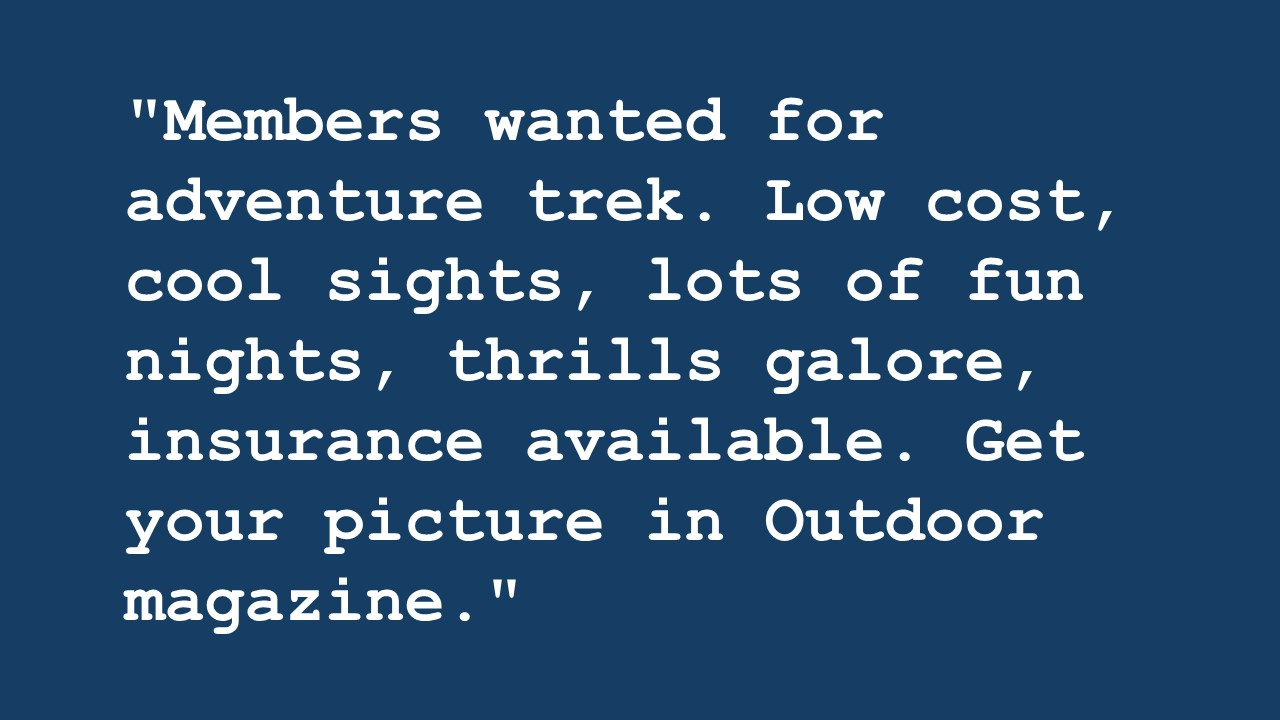 "Members wanted for
adventure trek. Low cost,
cool sights, lots of fun
nights, thrills galore,
insurance available. Get
your picture in Outdoor
magazine."